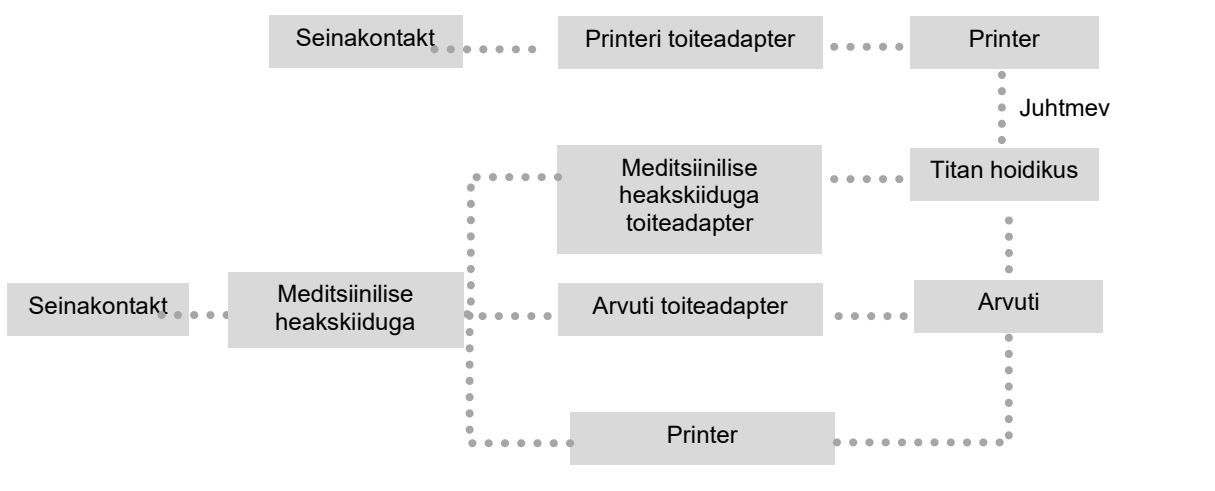 Seinakontakt
Printeri toiteadapter
Printer
Juhtmev
Meditsiinilise
heakskiiduga
toiteadapter
Titan hoidikus
Seinakontakt
Meditsiinilise
heakskiiduga
Arvuti toiteadapter
Arvuti
Printer